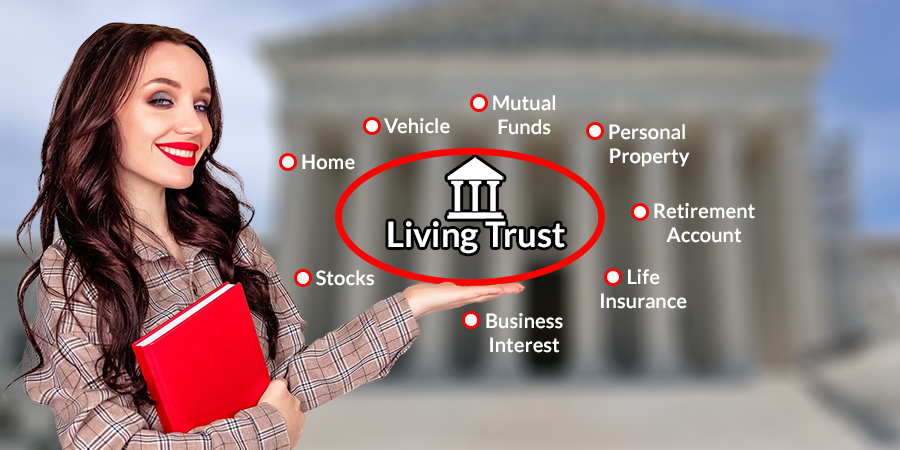 Mutual
Funds
Vehicle
Personal
Property
Home
Retirement
Account
Living Trust
Stocks
Life
Insurance
Business
Interest